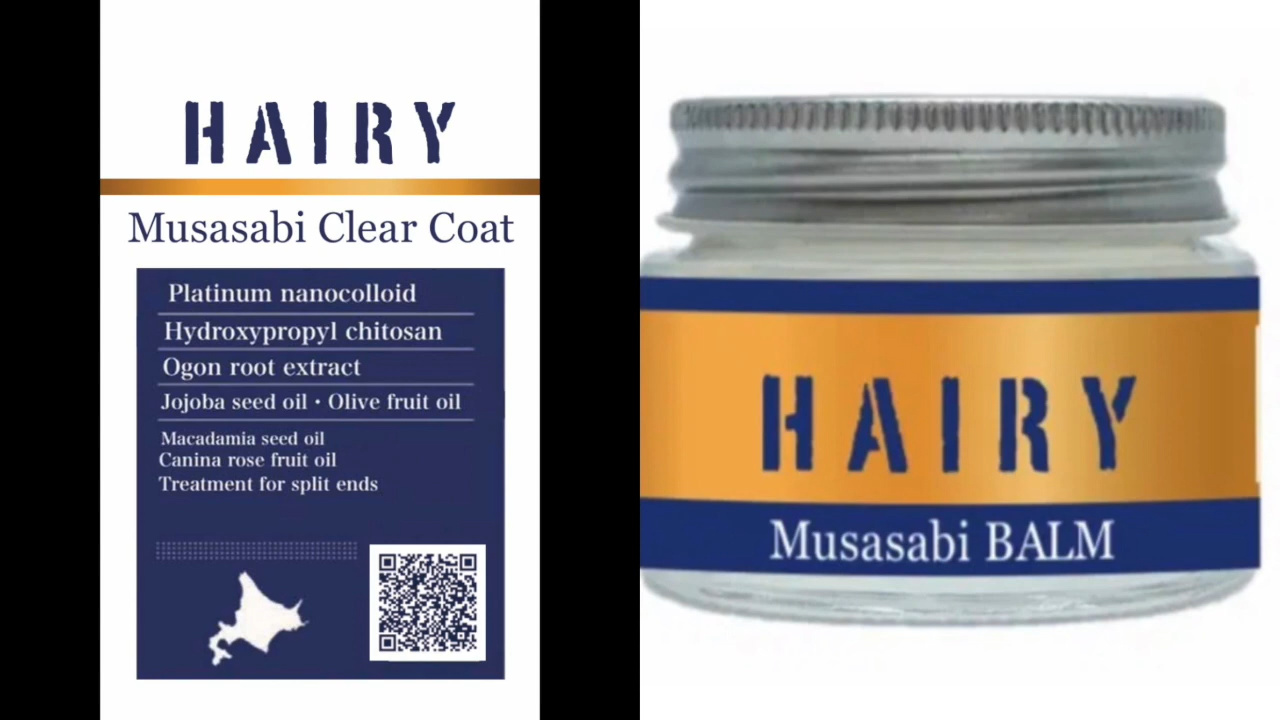 HAIRY
Musasabi Clear Coat
Platinum nanocolloid
Hydroxypropyl chitosan
Ogon root extract
Jojoba seed oil・Olive fruit oil
Macadamia seed oil
Canina rose fruit oil
Treatment for split ends
HAIRY
Musasabi BALM